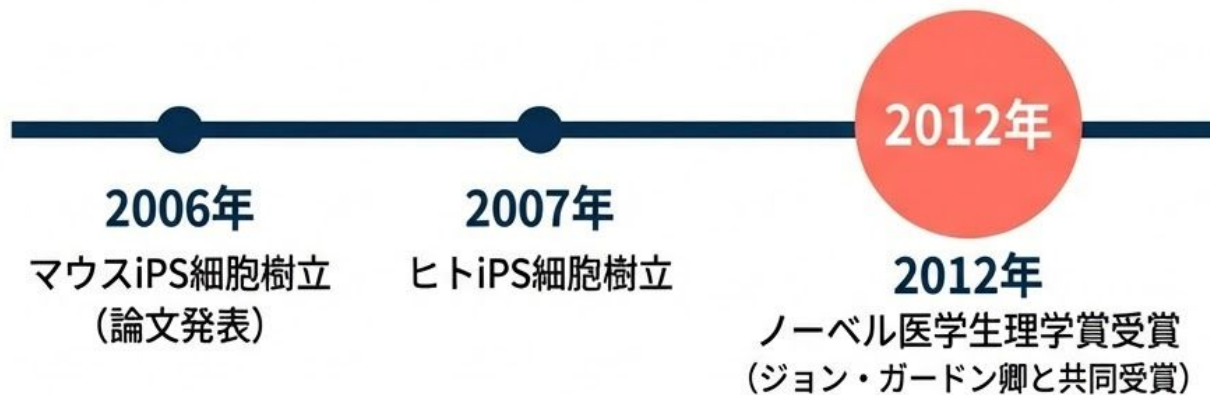 2012年
2006年
マウスiPS細胞樹立
（論文発表）
2007年
ヒトiPS細胞樹立
2012年
ノーベル医学生理学賞受賞
（ジョン・ガードン卿と共同受賞）